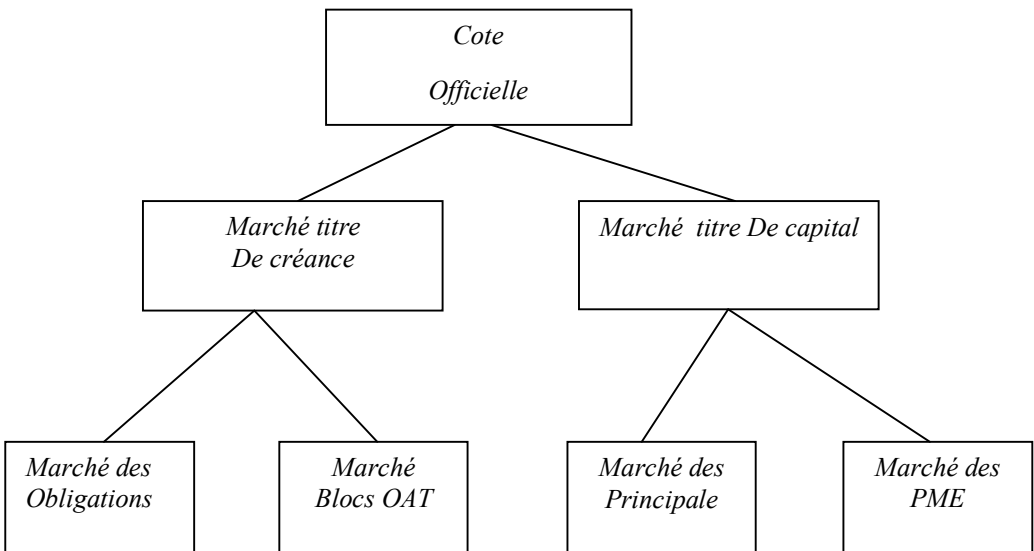 Cote
Officielle
Marché titre
De créance
Marché titre De capital
Marché des
Obligations
Marché
Blocs OAT
Marché des
Principale
Marché des
PME